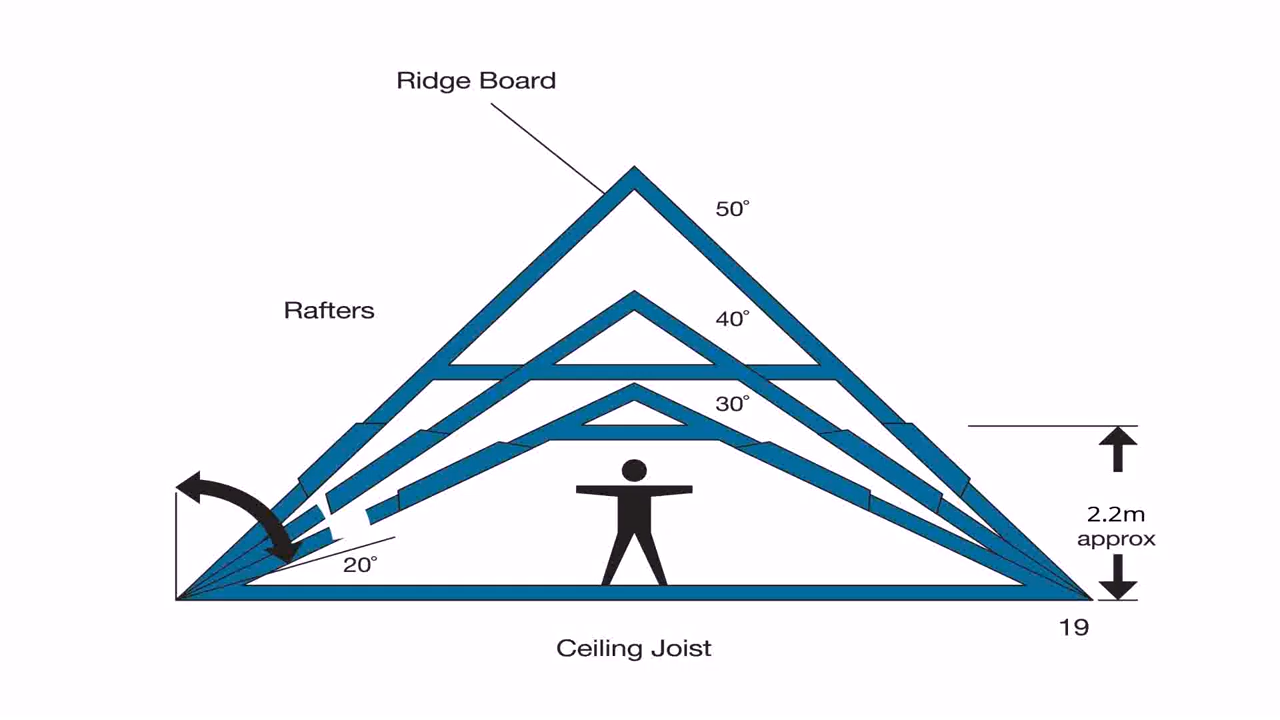 Ridge Board
50°
Rafters
40°
30°
2.2m
approx
20°
19
Ceiling Joist